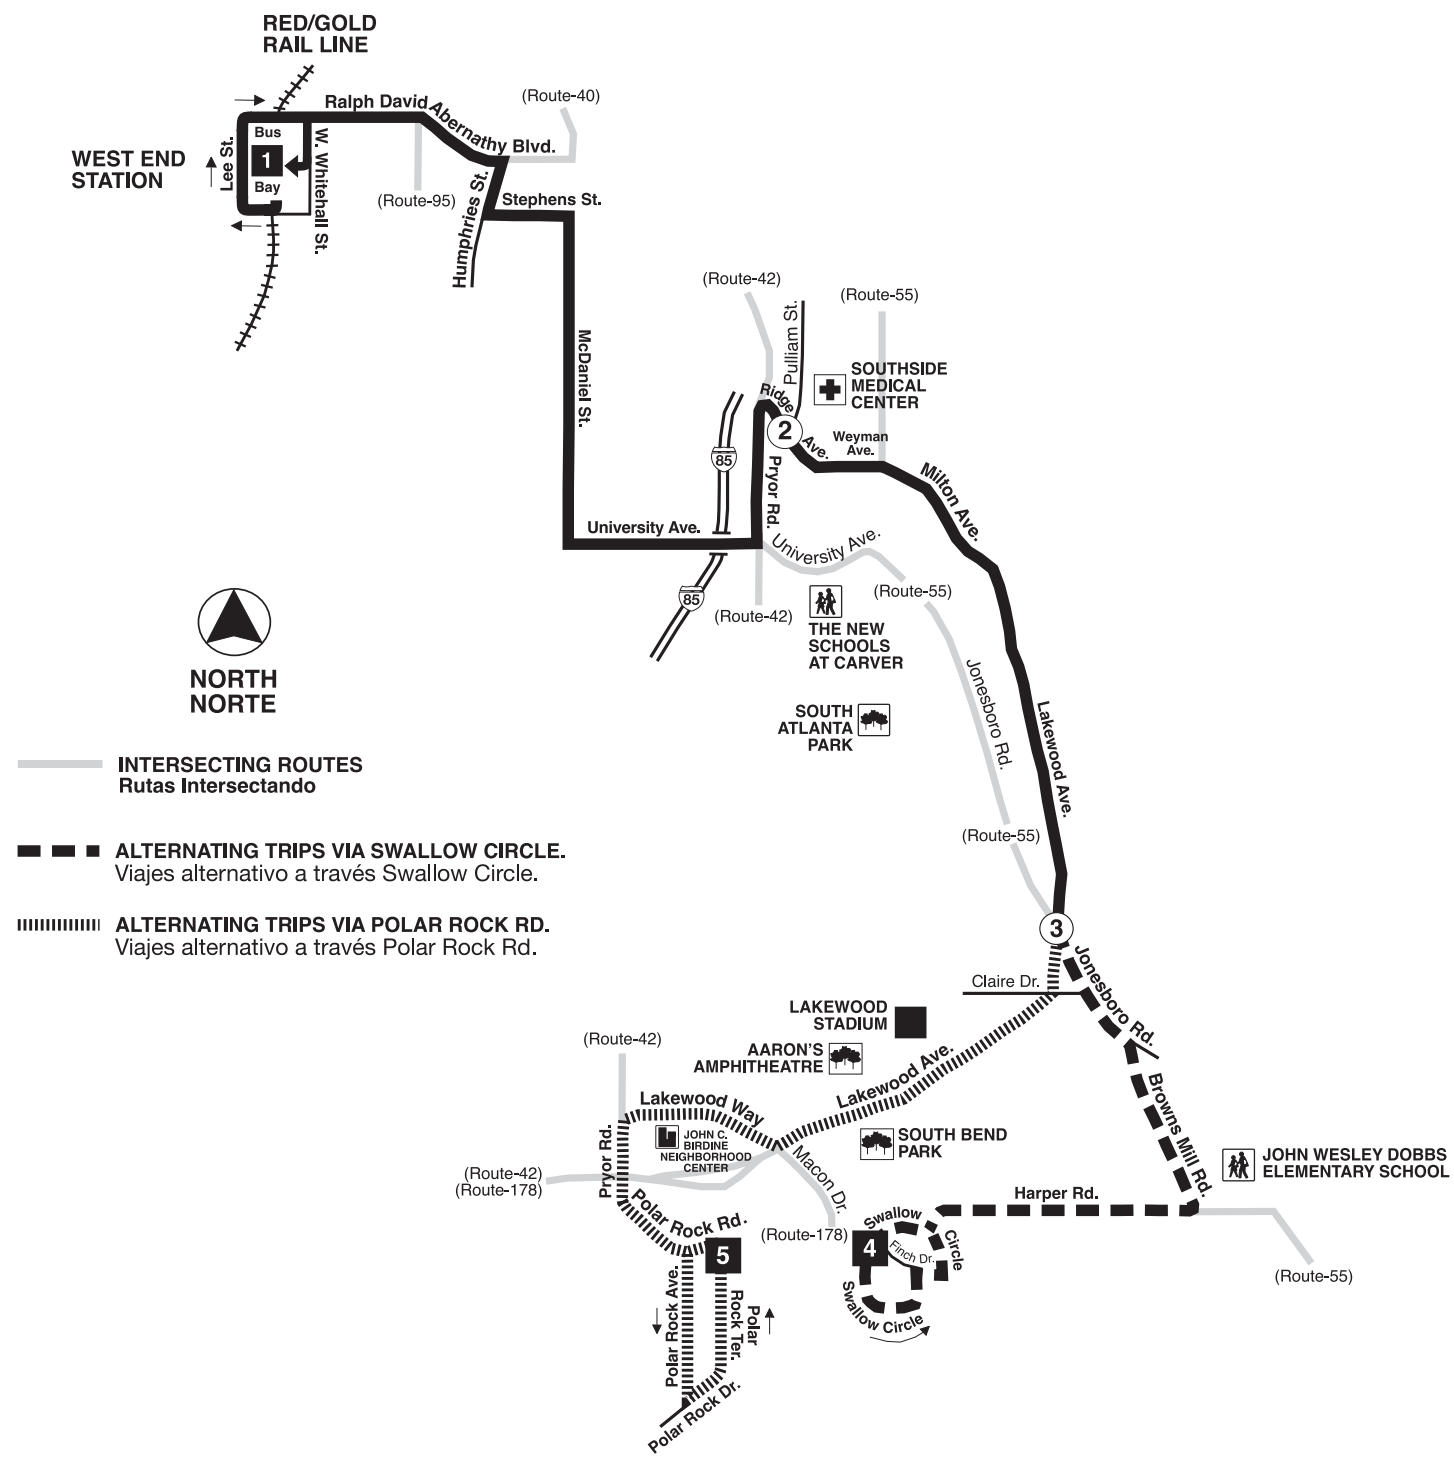 RED/GOLD
RAIL LINE
Ralph David Abernathy Blvd.
(Route-40)
WEST END
STATION
Lee St.
Bus
1
Bay
W. Whitehall St.
(Route-95)
Humphries St.
Stephens St.
McDaniel St.
(Route-42)
Pulliam St.
(Route-55)
SOUTHSIDE
MEDICAL
CENTER
Ridge Ave.
2
Weyman
Ave.
Milton Ave.
85
Pryor Rd.
University Ave.
University Ave.
85
(Route-42)
(Route-55)
THE NEW
SCHOOLS
AT CARVER
NORTH
NORTE
SOUTH
ATLANTA
PARK
Jonesboro Rd.
Lakewood Ave.
INTERSECTING ROUTES
Rutas Intersectando
(Route-55)
ALTERNATING TRIPS VIA SWALLOW CIRCLE.
Viajes alternativo a través Swallow Circle.
ALTERNATING TRIPS VIA POLAR ROCK RD.
Viajes alternativo a través Polar Rock Rd.
3
Claire Dr.
Jonesboro Rd.
LAKEWOOD
STADIUM
(Route-42)
AARON'S
AMPHITHEATRE
Lakewood Ave.
Lakewood Way
Browns Mill Rd.
Pryor Rd.
JOHN C.
BIRDINE
NEIGHBORHOOD
CENTER
SOUTH BEND
PARK
JOHN WESLEY DOBBS
ELEMENTARY SCHOOL
(Route-42)
(Route-178)
Macon Dr.
Harper Rd.
Polar Rock Rd.
(Route-178)
Swallow Circle
4
Finch Dr.
5
(Route-55)
Polar Rock Ave.
Polar
Rock Ter.
Swallow Circle
Polar Rock Dr.